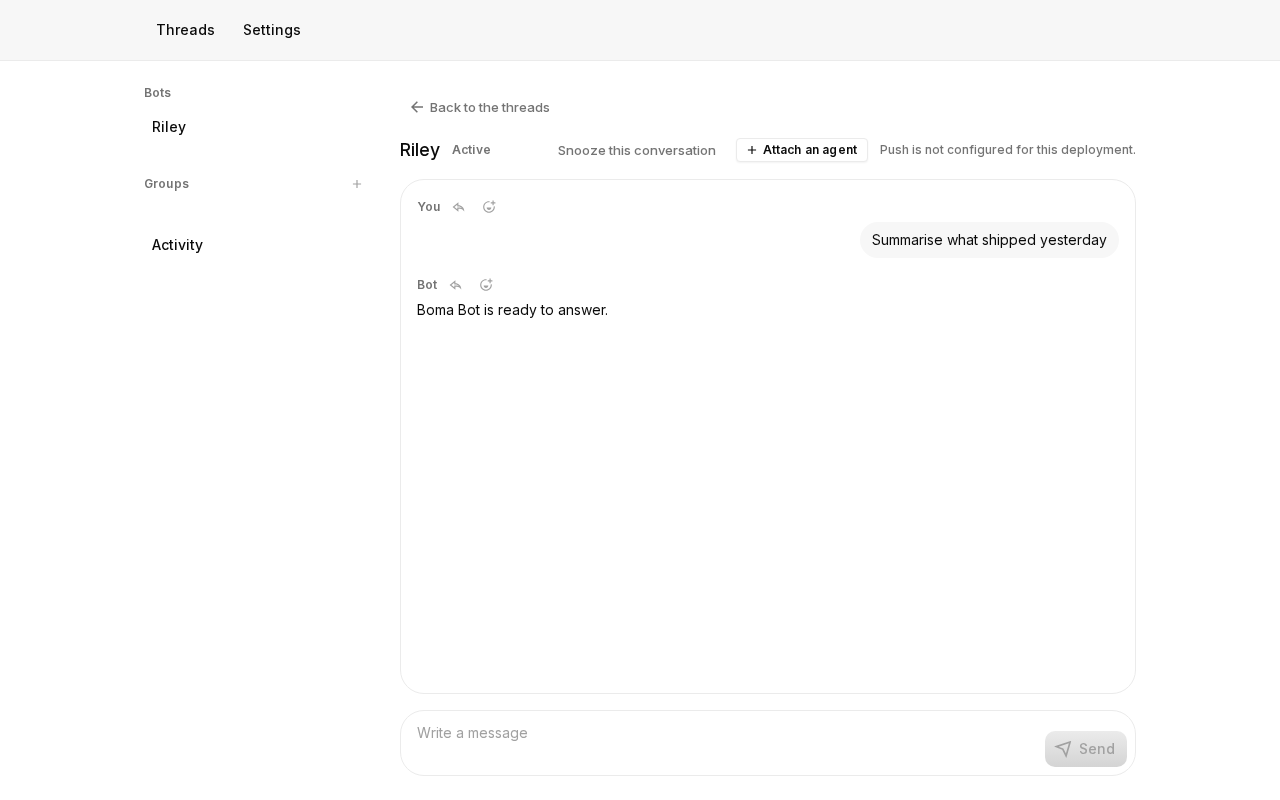 Threads
Settings
Bots
Riley
Groups
Activity
Back to the threads
Riley
Active
Snooze this conversation
Attach an agent
Push is not configured for this deployment.
You
Summarise what shipped yesterday
Bot
Boma Bot is ready to answer.
Write a message
Send